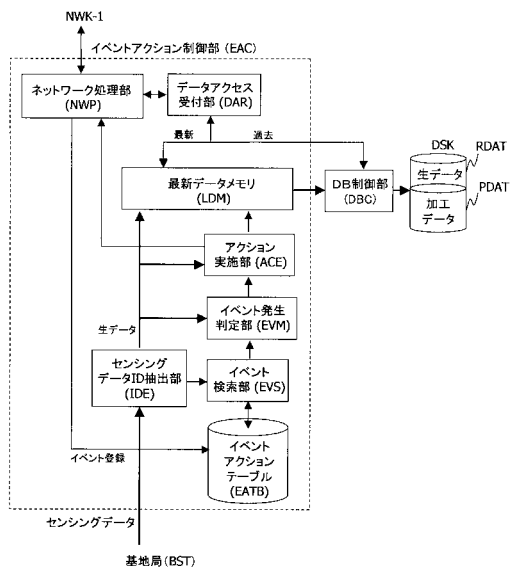 NWK-1
イベントアクション制御部 (EAC)
ネットワーク処理部
(NWP)
データアクセス
受付部 (DAR)
最新
過去
DSK
RDAT
生データ
PDAT
加工
データ
最新データメモリ
(LDM)
DB制御部
(DBC)
アクション
実施部 (ACE)
生データ
イベント発生
判定部 (EVM)
センシング
データID抽出部
(IDE)
イベント
検索部 (EVS)
イベント登録
イベント
アクション
テーブル
(EATB)
センシングデータ
基地局(BST)